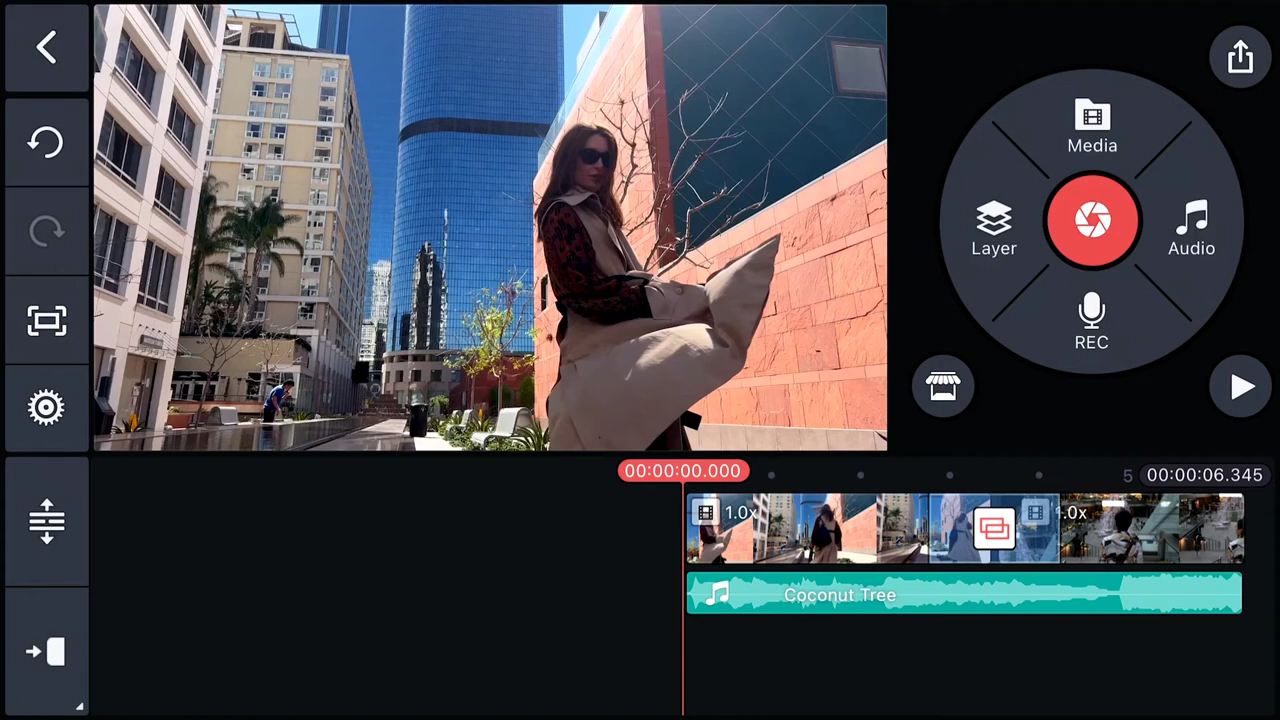 Media
Layer
Audio
REC
00:00:00.000
5
00:00:06.345
1.0x
1.0x
Coconut Tree